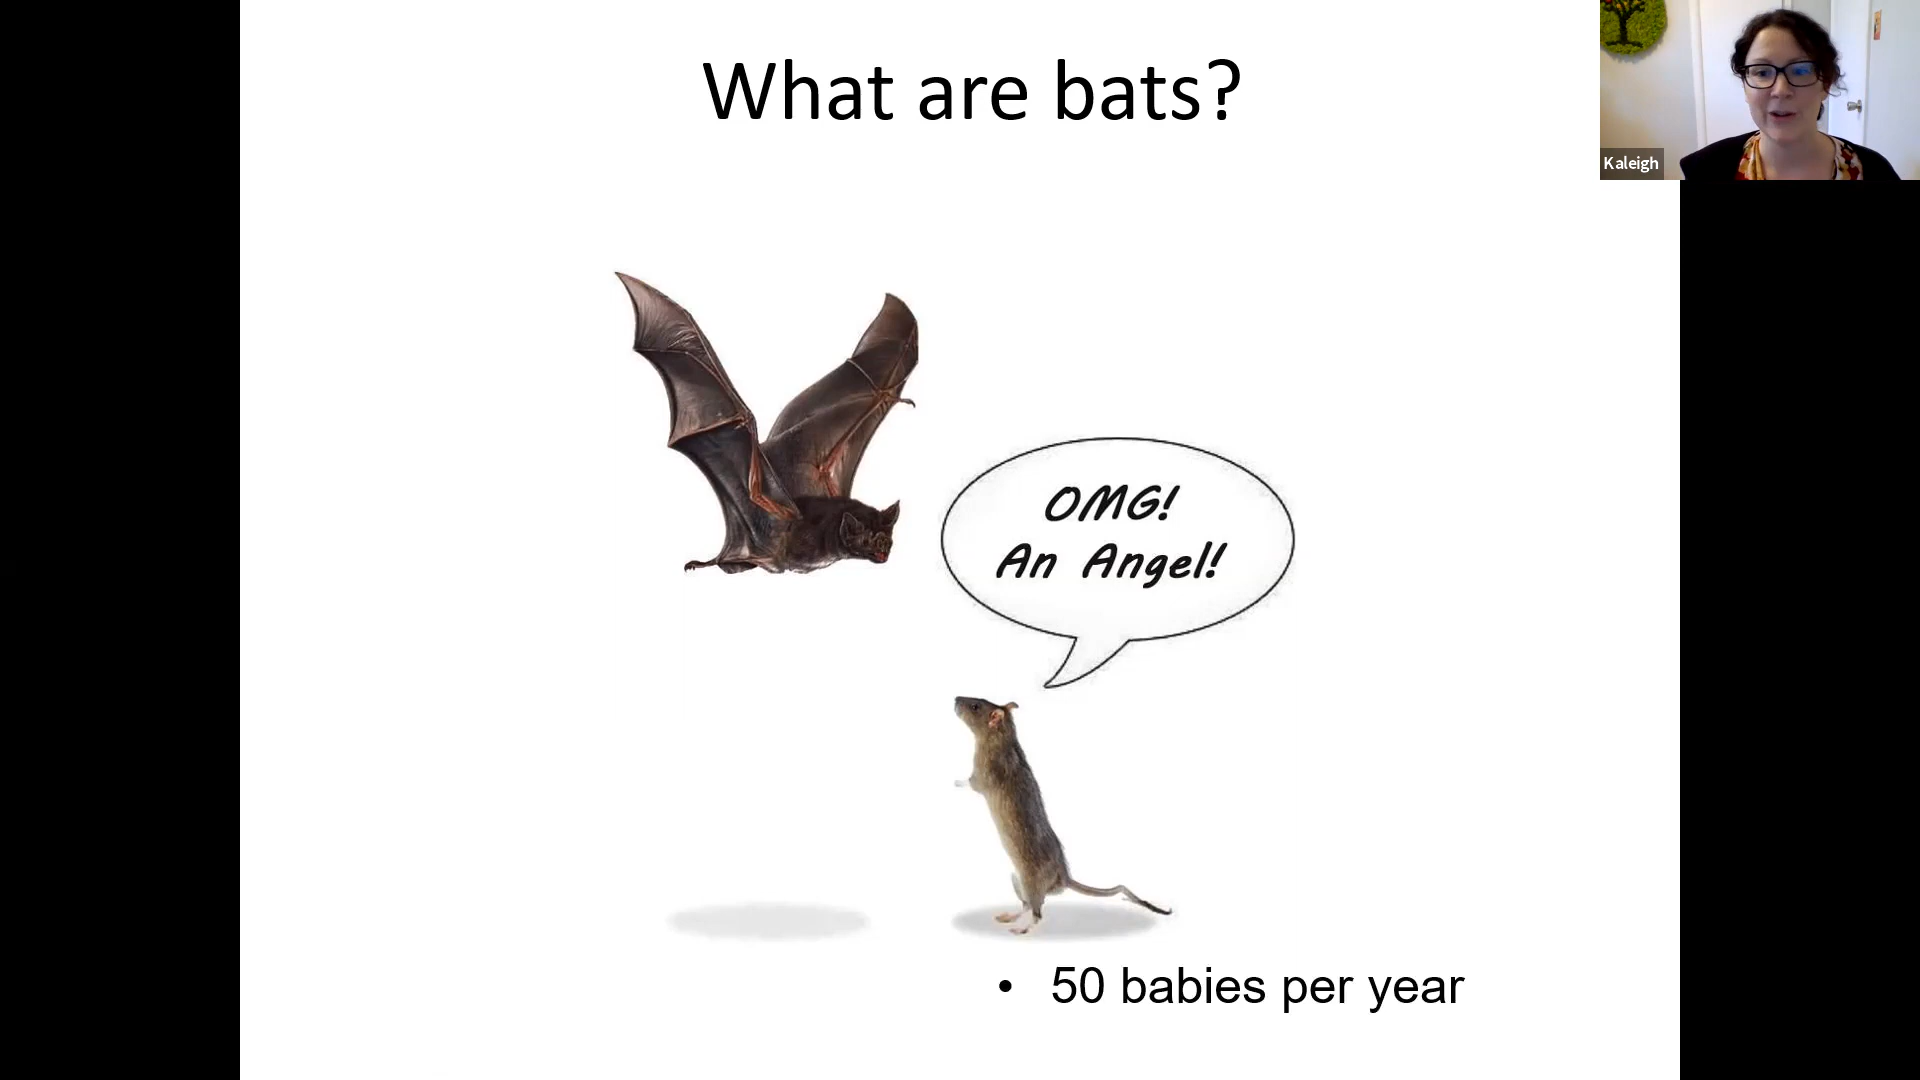 What are bats?
Kaleigh
OMG!
An Angel!
• 50 babies per year